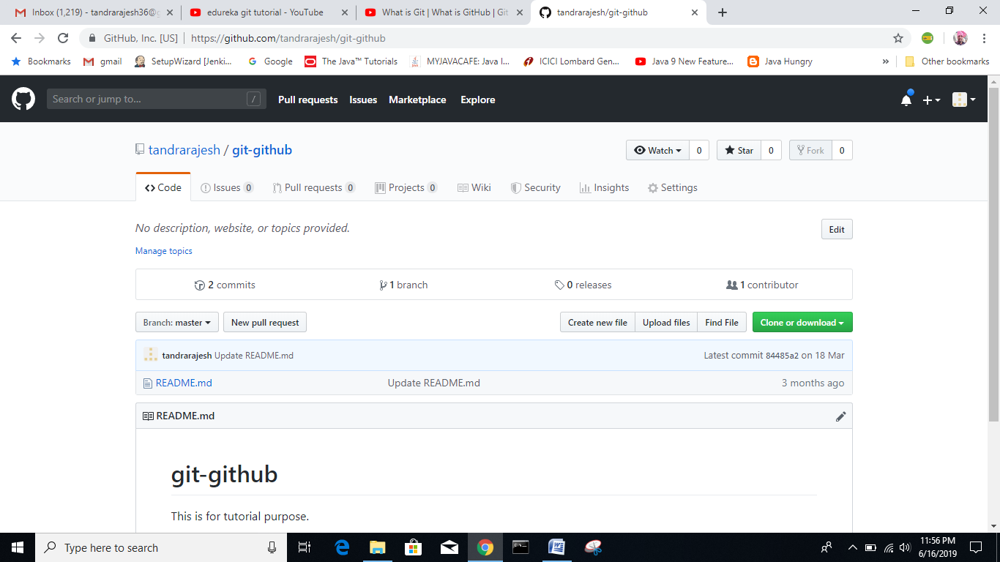 Inbox (1,219) - tandrarajesh36@g
edureka git tutorial - YouTube
What is Git | What is GitHub | Git
tandrarajesh/git-github
GitHub, Inc. [US] | https://github.com/tandrarajesh/git-github
Bookmarks gmail SetupWizard [Jenki... Google The Java™ Tutorials MYJAVACAFE: Java I... ICICI Lombard Gen... Java 9 New Feature... Java Hungry » Other bookmarks
Search or jump to... / Pull requests Issues Marketplace Explore
tandrarajesh / git-github
Watch 0 Star 0 Fork 0
Code Issues 0 Pull requests 0 Projects 0 Wiki Security Insights Settings
No description, website, or topics provided.
Edit
Manage topics
2 commits 1 branch 0 releases 1 contributor
Branch: master New pull request Create new file Upload files Find File Clone or download
tandrarajesh Update README.md Latest commit 84485a2 on 18 Mar
README.md Update README.md 3 months ago
README.md
git-github
This is for tutorial purpose.
Type here to search
11:56 PM
6/16/2019